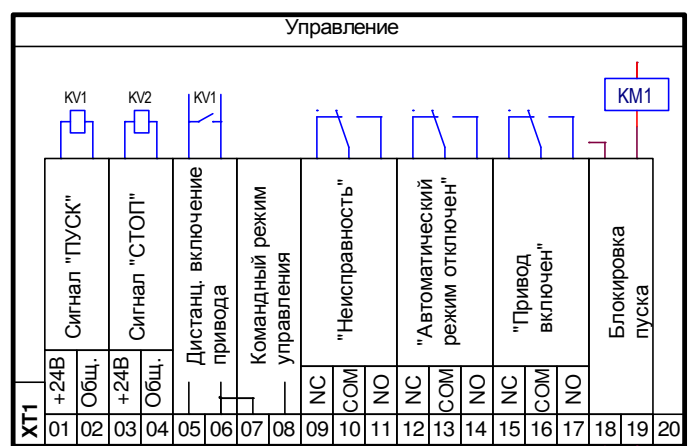 Управление
KV1
KV2
KV1
KM1
Сигнал "ПУСК"
Сигнал "СТОП"
Дистанц. включение
привода
Командный режим
управления
"Неисправность"
"Автоматический
режим отключен"
"Привод
включен"
Блокировка
пуска
+24В
Общ.
+24В
Общ.
NC
COM
NO
NC
COM
NO
NC
COM
NO
XT1 01 02 03 04 05 06 07 08 09 10 11 12 13 14 15 16 17 18 19 20